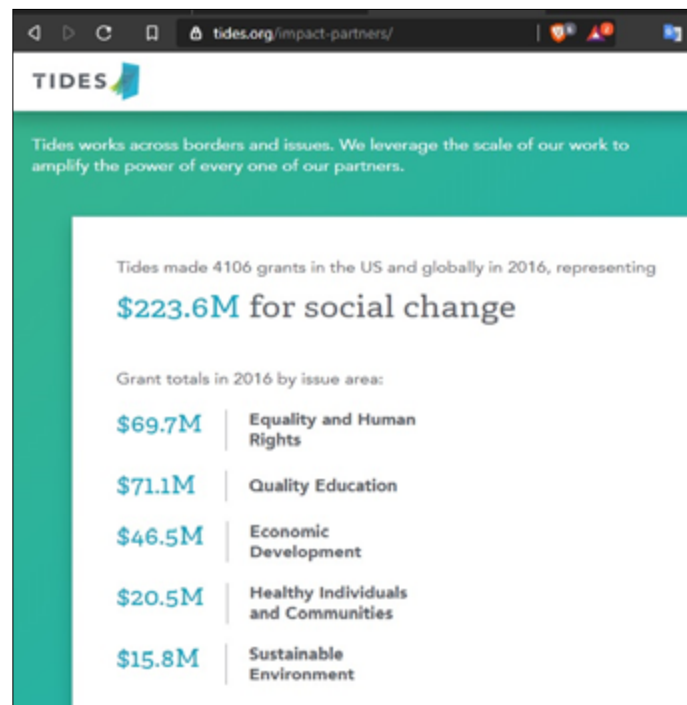 tides.org/impact-partners/
TIDES
Tides works across borders and issues. We leverage the scale of our work to
amplify the power of every one of our partners.
Tides made 4106 grants in the US and globally in 2016, representing
$223.6M for social change
Grant totals in 2016 by issue area:
$69.7M Equality and Human
Rights
$71.1M Quality Education
$46.5M Economic
Development
$20.5M Healthy Individuals
and Communities
$15.8M Sustainable
Environment